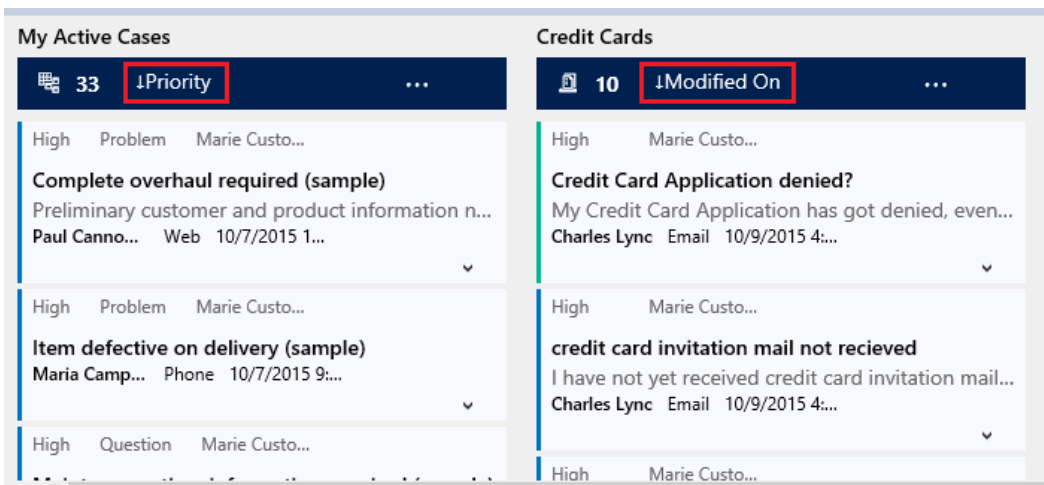 My Active Cases
33 ↓Priority ...
High Problem Marie Custo...
Complete overhaul required (sample)
Preliminary customer and product information n...
Paul Canno... Web 10/7/2015 1...
High Problem Marie Custo...
Item defective on delivery (sample)
Maria Camp... Phone 10/7/2015 9:...
High Question Marie Custo...
Credit Cards
10 ↓Modified On ...
High Marie Custo...
Credit Card Application denied?
My Credit Card Application has got denied, even...
Charles Lync Email 10/9/2015 4:...
High Marie Custo...
credit card invitation mail not recieved
I have not yet received credit card invitation mail...
Charles Lync Email 10/9/2015 4:...
High Marie Custo...